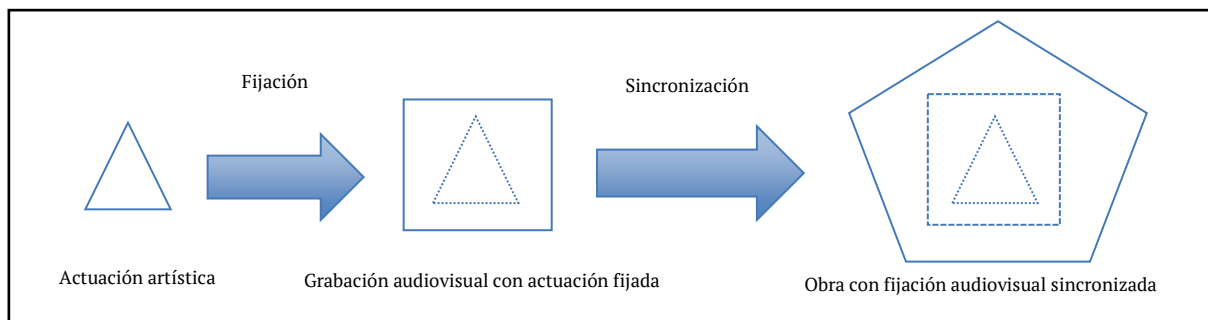 Fijación
Sincronización
Actuación artística
Grabación audiovisual con actuación fijada
Obra con fijación audiovisual sincronizada